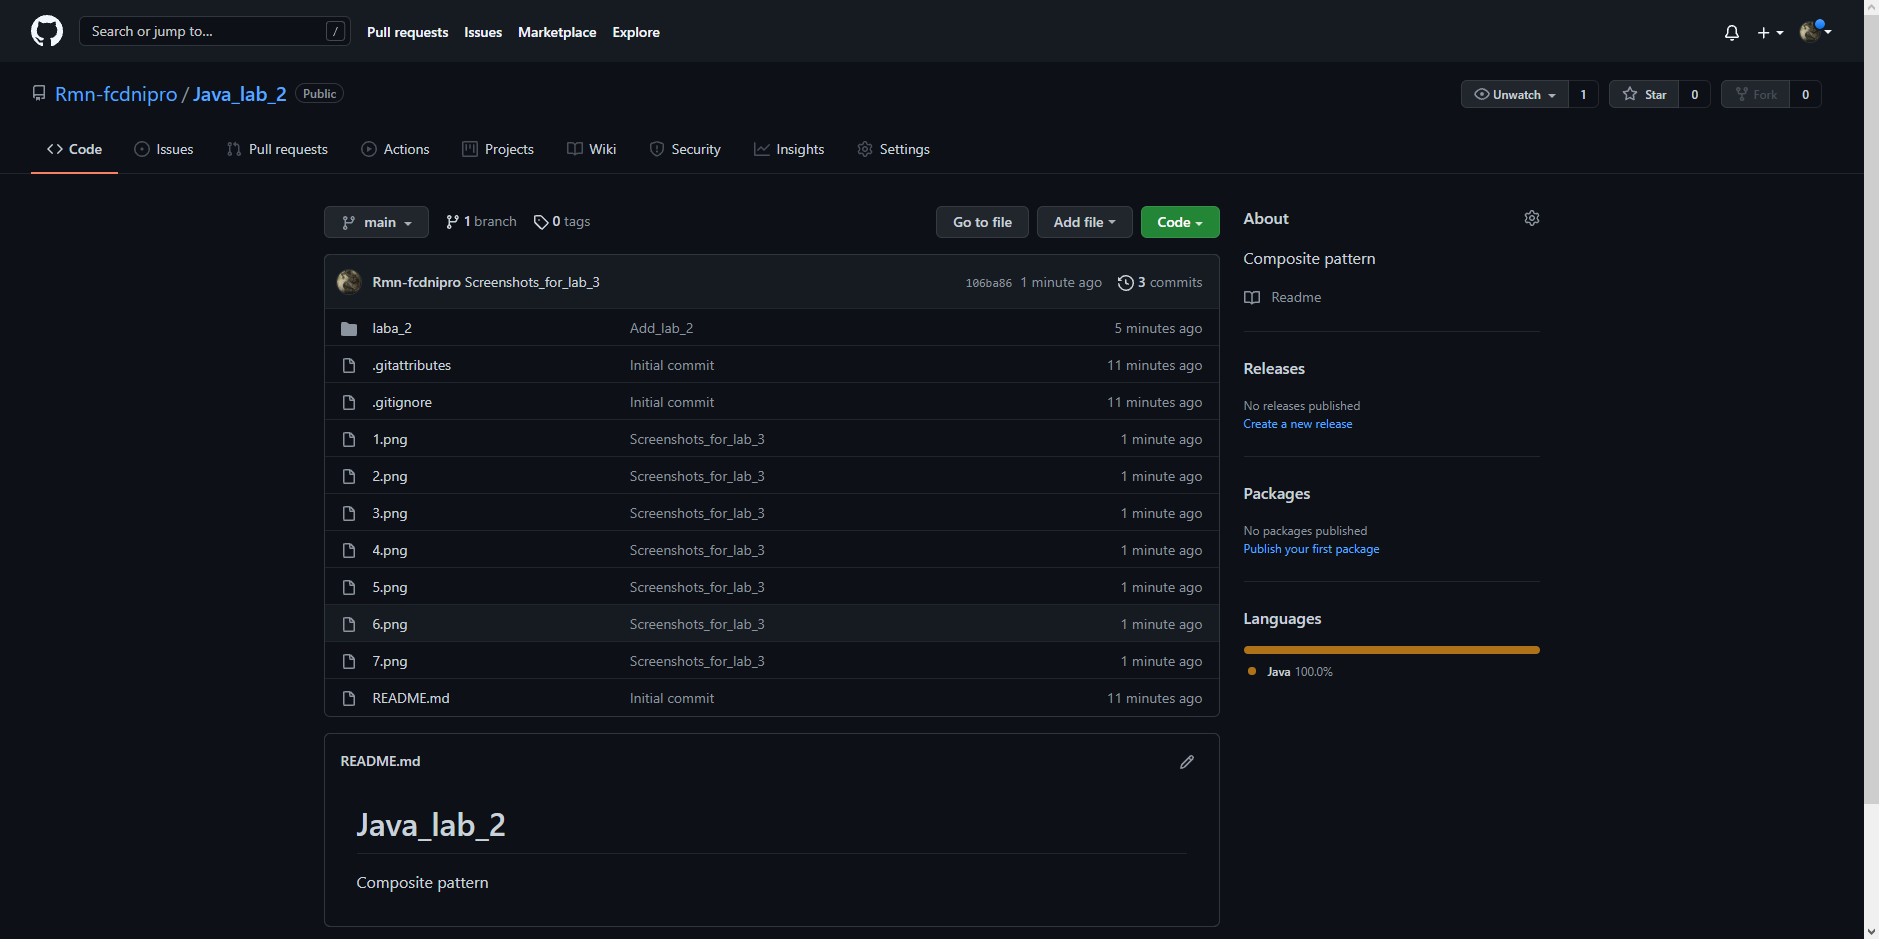 Search or jump to... / Pull requests Issues Marketplace Explore
Rmn-fcdnipro / Java_lab_2 Public Unwatch 1 Star 0 Fork 0
Code Issues Pull requests Actions Projects Wiki Security Insights Settings
main 1 branch 0 tags Go to file Add file Code
Rmn-fcdnipro Screenshots_for_lab_3 106ba86 1 minute ago 3 commits
laba_2 Add_lab_2 5 minutes ago
.gitattributes Initial commit 11 minutes ago
.gitignore Initial commit 11 minutes ago
1.png Screenshots_for_lab_3 1 minute ago
2.png Screenshots_for_lab_3 1 minute ago
3.png Screenshots_for_lab_3 1 minute ago
4.png Screenshots_for_lab_3 1 minute ago
5.png Screenshots_for_lab_3 1 minute ago
6.png Screenshots_for_lab_3 1 minute ago
7.png Screenshots_for_lab_3 1 minute ago
README.md Initial commit 11 minutes ago
README.md
Java_lab_2
Composite pattern
About
Composite pattern
Readme
Releases
No releases published
Create a new release
Packages
No packages published
Publish your first package
Languages
Java 100.0%